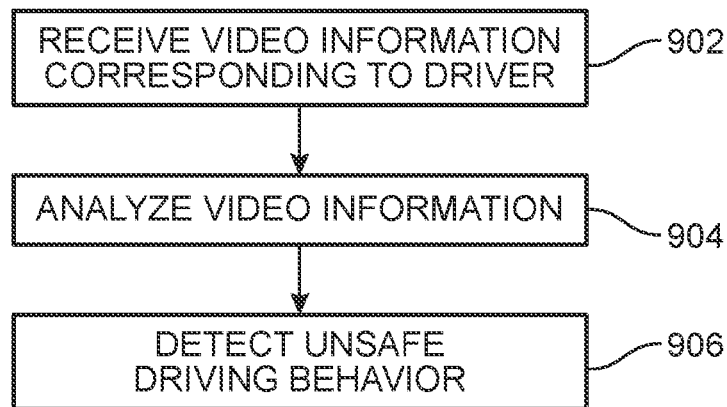 RECEIVE VIDEO INFORMATION
CORRESPONDING TO DRIVER
902
ANALYZE VIDEO INFORMATION
904
DETECT UNSAFE
DRIVING BEHAVIOR
906